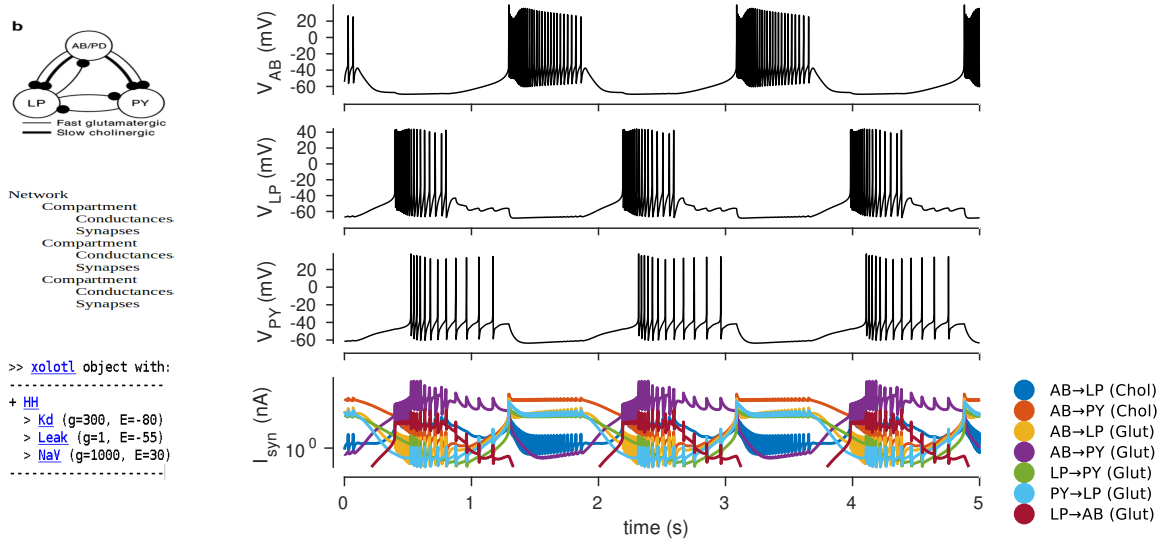 b
AB/PD
LP
PY
Fast glutamatergic
Slow cholinergic
Network
Compartment
Conductances
Synapses
Compartment
Conductances
Synapses
Compartment
Conductances
Synapses
>> xolotl object with:
---------------------
+ HH
> Kd (g=300, E=-80)
> Leak (g=1, E=-55)
> NaV (g=1000, E=30)
---------------------
V_AB (mV)
20
0
-20
-40
-60
V_LP (mV)
40
20
0
-20
-40
-60
V_PY (mV)
20
0
-20
-40
-60
I_syn (nA)
10^0
0 1 2 3 4 5
time (s)
AB→LP (Chol)
AB→PY (Chol)
AB→LP (Glut)
AB→PY (Glut)
LP→PY (Glut)
PY→LP (Glut)
LP→AB (Glut)